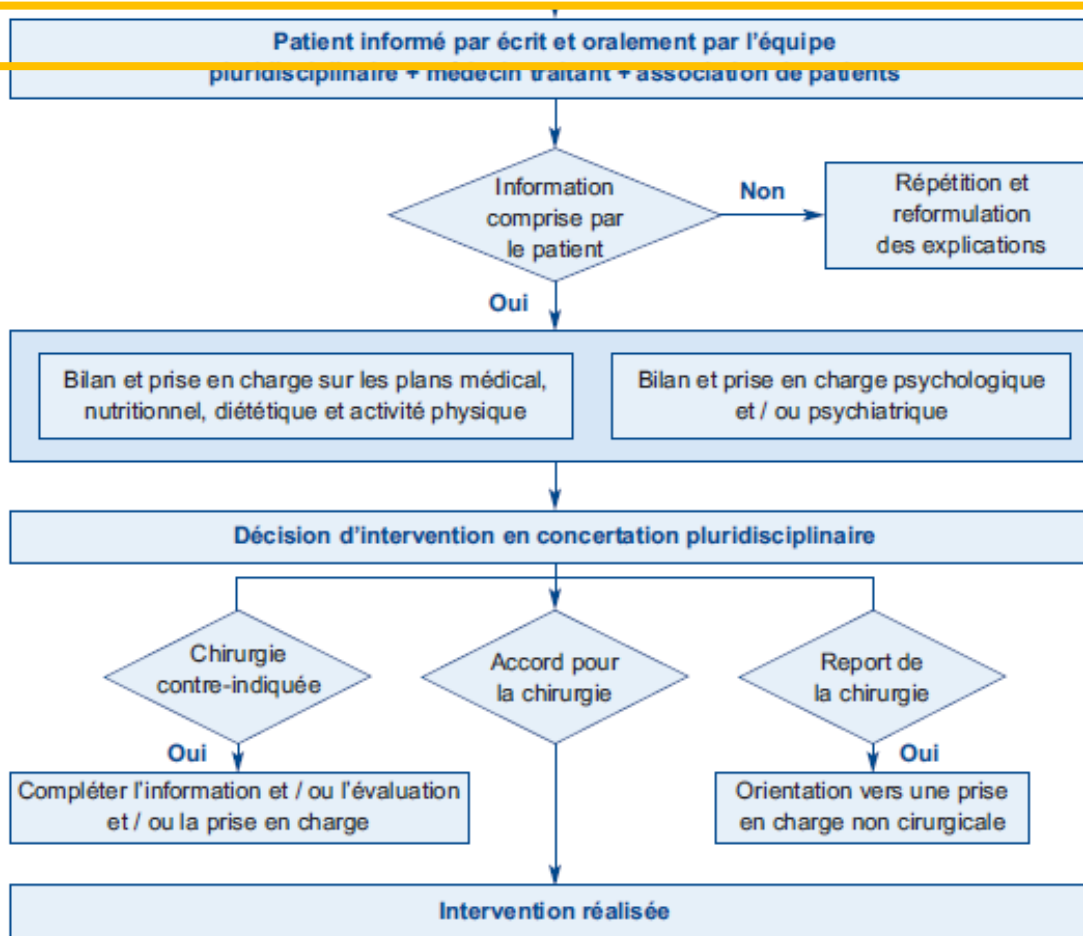 Patient informé par écrit et oralement par l'équipe
pluridisciplinaire + médecin traitant + association de patients
Information
comprise par
le patient
Non
Répétition et
reformulation
des explications
Oui
Bilan et prise en charge sur les plans médical,
nutritionnel, diététique et activité physique
Bilan et prise en charge psychologique
et / ou psychiatrique
Décision d'intervention en concertation pluridisciplinaire
Chirurgie
contre-indiquée
Accord pour
la chirurgie
Report de
la chirurgie
Oui
Oui
Compléter l'information et / ou l'évaluation
et / ou la prise en charge
Orientation vers une prise
en charge non cirurgicale
Intervention réalisée